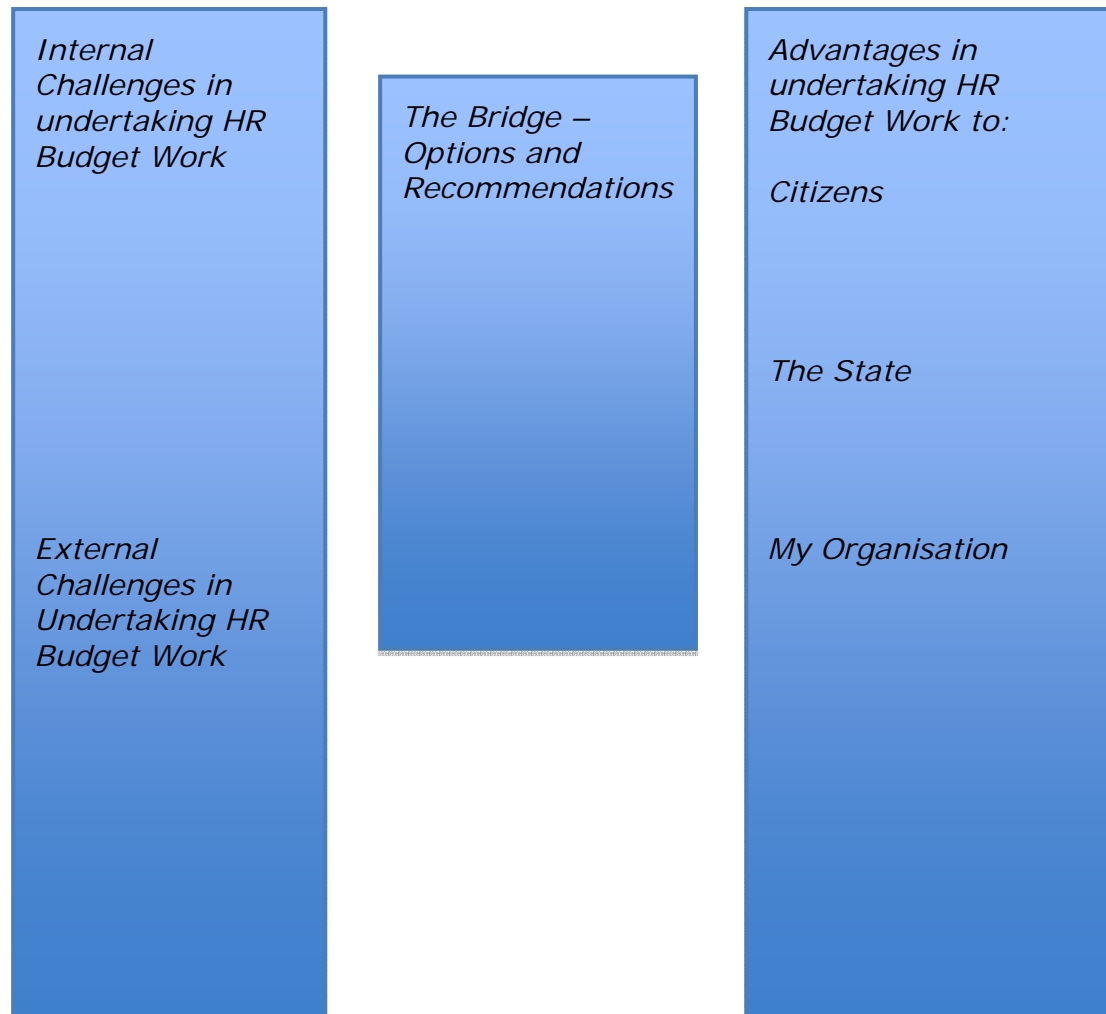 Internal
Challenges in
undertaking HR
Budget Work
External
Challenges in
Undertaking HR
Budget Work
The Bridge –
Options and
Recommendations
Advantages in
undertaking HR
Budget Work to:
Citizens
The State
My Organisation